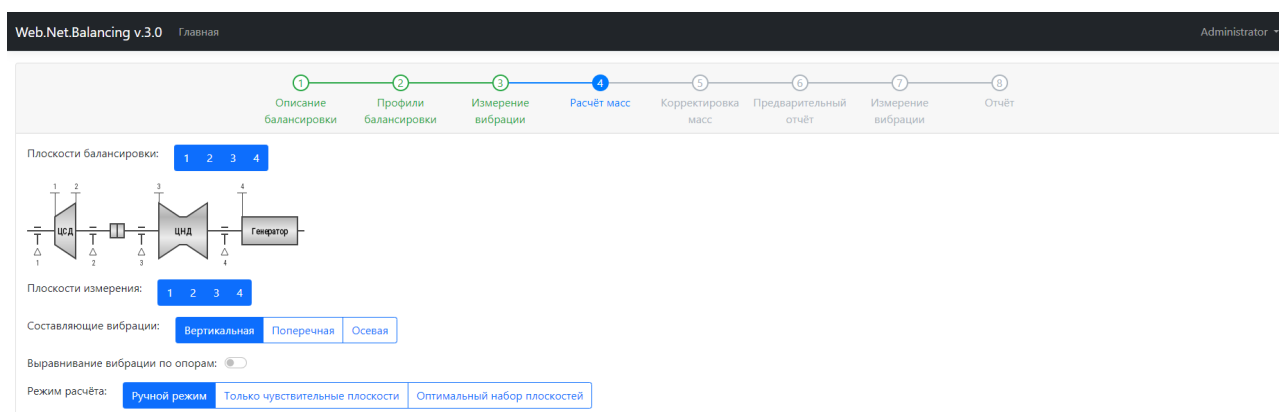 Web.Net.Balancing v.3.0 Главная Administrator
1 2 3 4 5 6 7 8
Описание балансировки Профили балансировки Измерение вибрации Расчёт масс Корректировка масс Предварительный отчёт Измерение вибрации Отчёт
Плоскости балансировки: 1 2 3 4
1 2 3 4
ЦСД ЦНД Генератор
1 2 3 4
Плоскости измерения: 1 2 3 4
Составляющие вибрации: Вертикальная Поперечная Осевая
Выравнивание вибрации по опорам:
Режим расчёта: Ручной режим Только чувствительные плоскости Оптимальный набор плоскостей